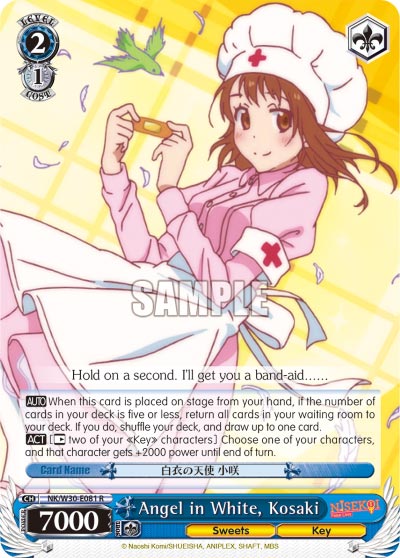 LEVEL
2
1
COST
SAMPLE
Hold on a second. I'll get you a band-aid……
AUTO When this card is placed on stage from your hand, if the number
of cards in your deck is five or less, return all cards in your waiting room to
your deck. If you do, shuffle your deck, and draw up to one card.
ACT [ two of your <Key> characters] Choose one of your characters,
and that character gets +2000 power until end of turn.
Card Name 白衣の天使 小咲
CH NK/W30-E081 R
7000
Angel in White, Kosaki
NISEKOI
FALSE LOVE
Sweets Key
© Naoshi Komi/SHUEISHA, ANIPLEX, SHAFT, MBS